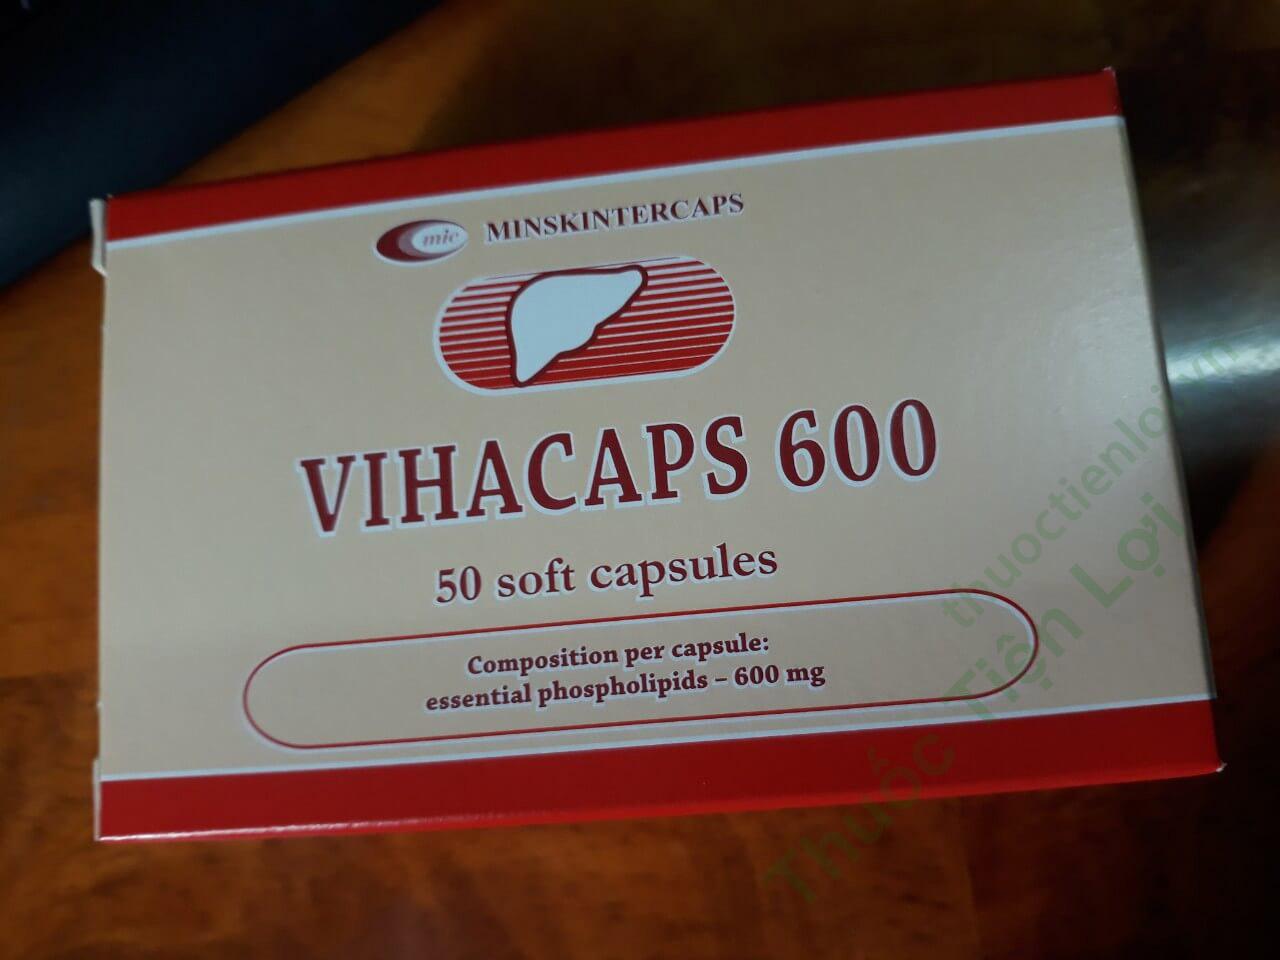 mic MINSKINTERCAPS
VIHACAPS 600
50 soft capsules
Composition per capsule:
essential phospholipids – 600 mg
thuoctienloi.vn
Thuốc Tiện Lợi